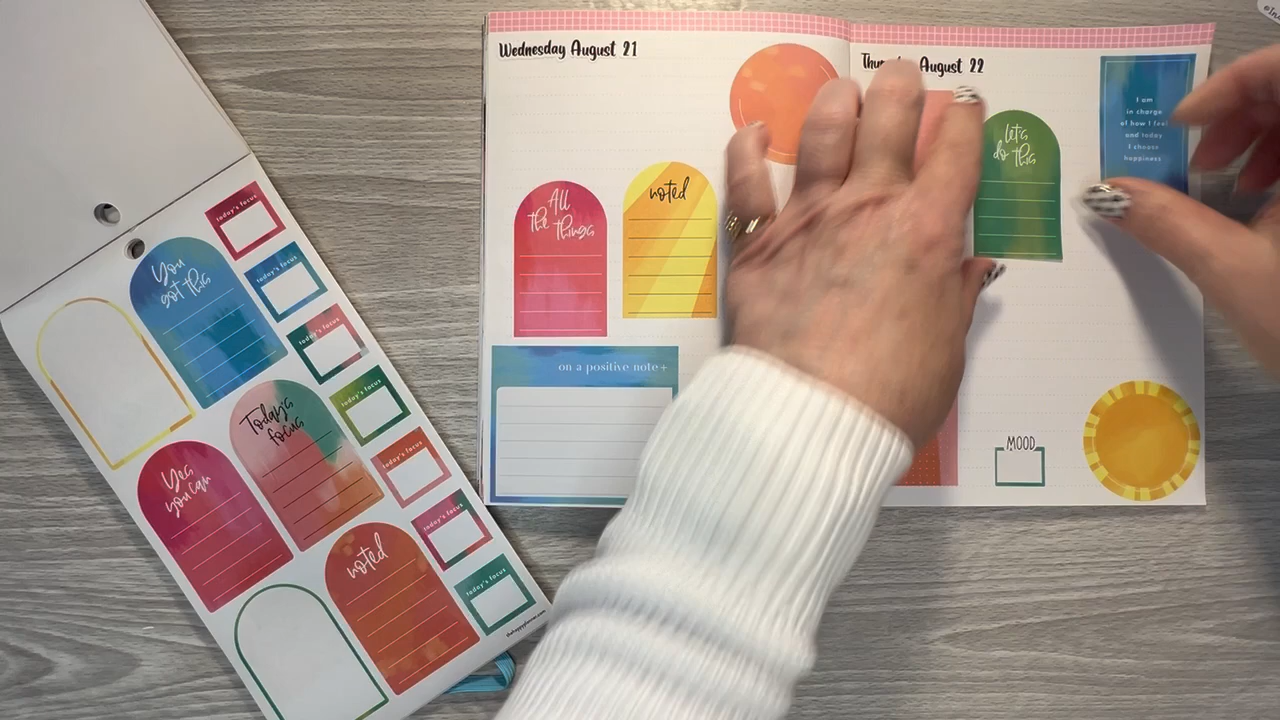 Wednesday August 21
August 22
All
the things
noted
let's
do this
I am
in charge
of how I feel
and today
I choose
happiness
on a positive note+
MOOD
You
got this
Today's
focus
Yes
you can
noted
today's focus
today's focus
today's focus
today's focus
today's focus
today's focus
today's focus
thehappyplanner.com